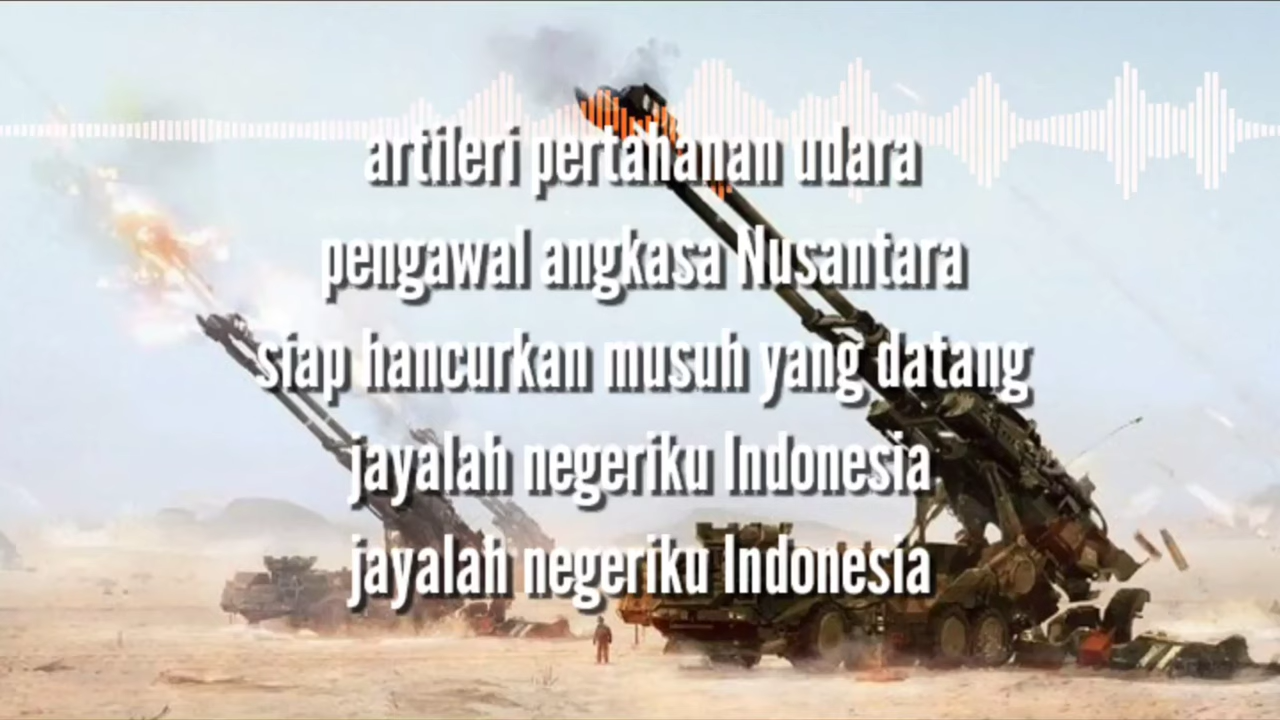 artileri pertahanan udara
pengawal angkasa Nusantara
siap hancurkan musuh yang datang
jayalah negeriku Indonesia
jayalah negeriku Indonesia